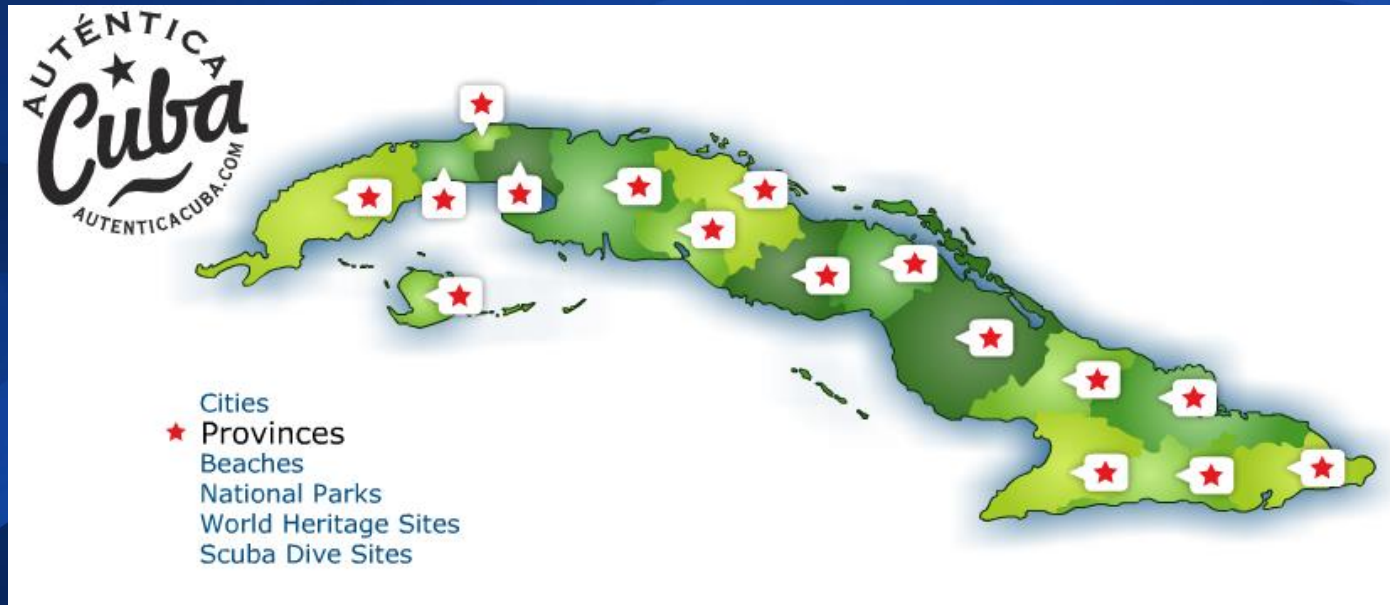 AUTÉNTICA
Cuba
AUTENTICACUBA.COM
Cities
Provinces
Beaches
National Parks
World Heritage Sites
Scuba Dive Sites